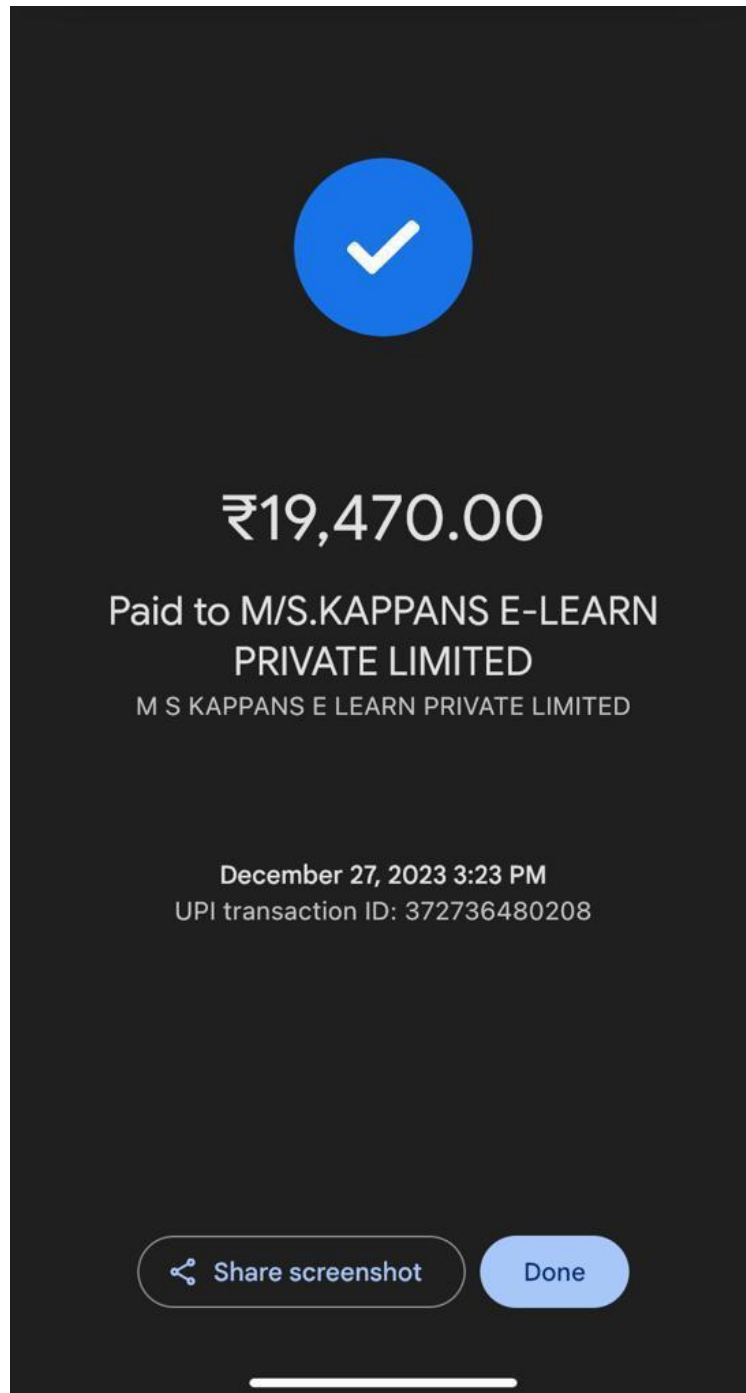 ₹19,470.00
Paid to M/S.KAPPANS E-LEARN
PRIVATE LIMITED
M S KAPPANS E LEARN PRIVATE LIMITED
December 27, 2023 3:23 PM
UPI transaction ID: 372736480208
Share screenshot
Done